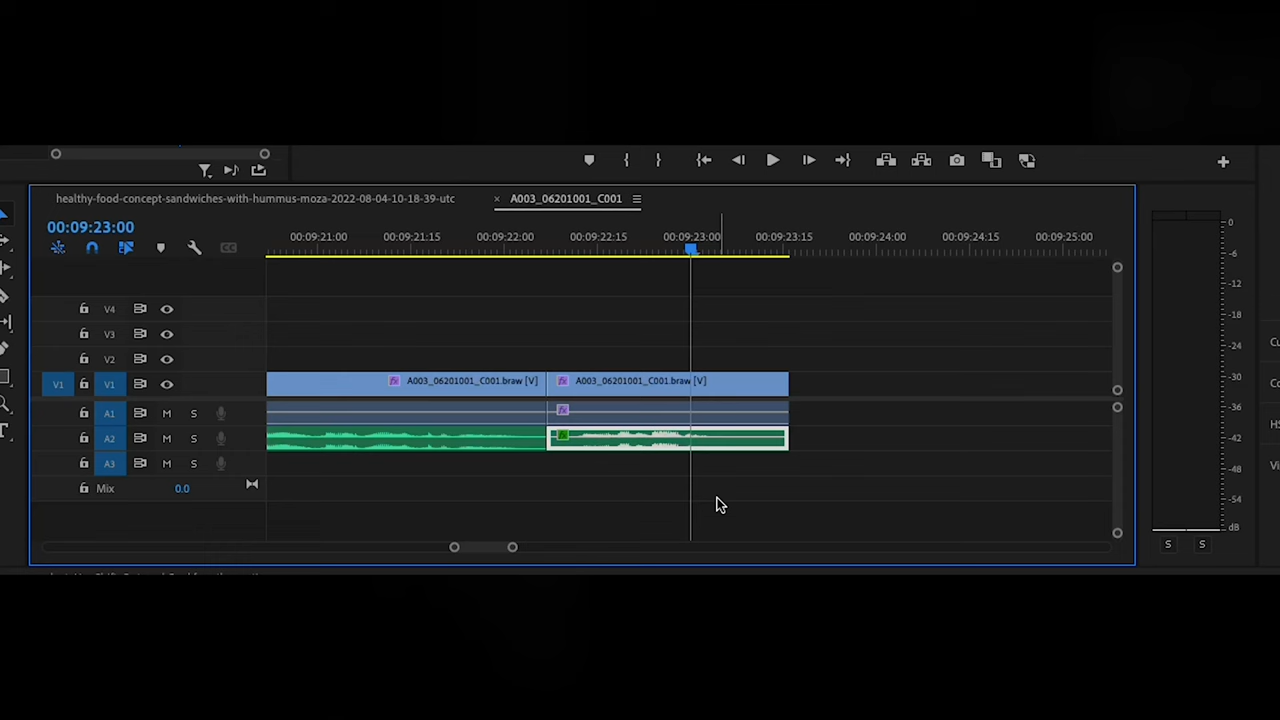 healthy-food-concept-sandwiches-with-hummus-moza-2022-08-04-10-18-39-utc × A003_06201001_C001
00:09:23:00
00:09:21:00 00:09:21:15 00:09:22:00 00:09:22:15 00:09:23:00 00:09:23:15 00:09:24:00 00:09:24:15 00:09:25:00
V4
V3
V2
V1 V1 fx A003_06201001_C001.braw [V] fx A003_06201001_C001.braw [V]
A1 M S fx
A2 M S
A3 M S
Mix 0.0
0
-6
-12
-18
-24
-30
-36
-42
-48
-54
dB
S S
T